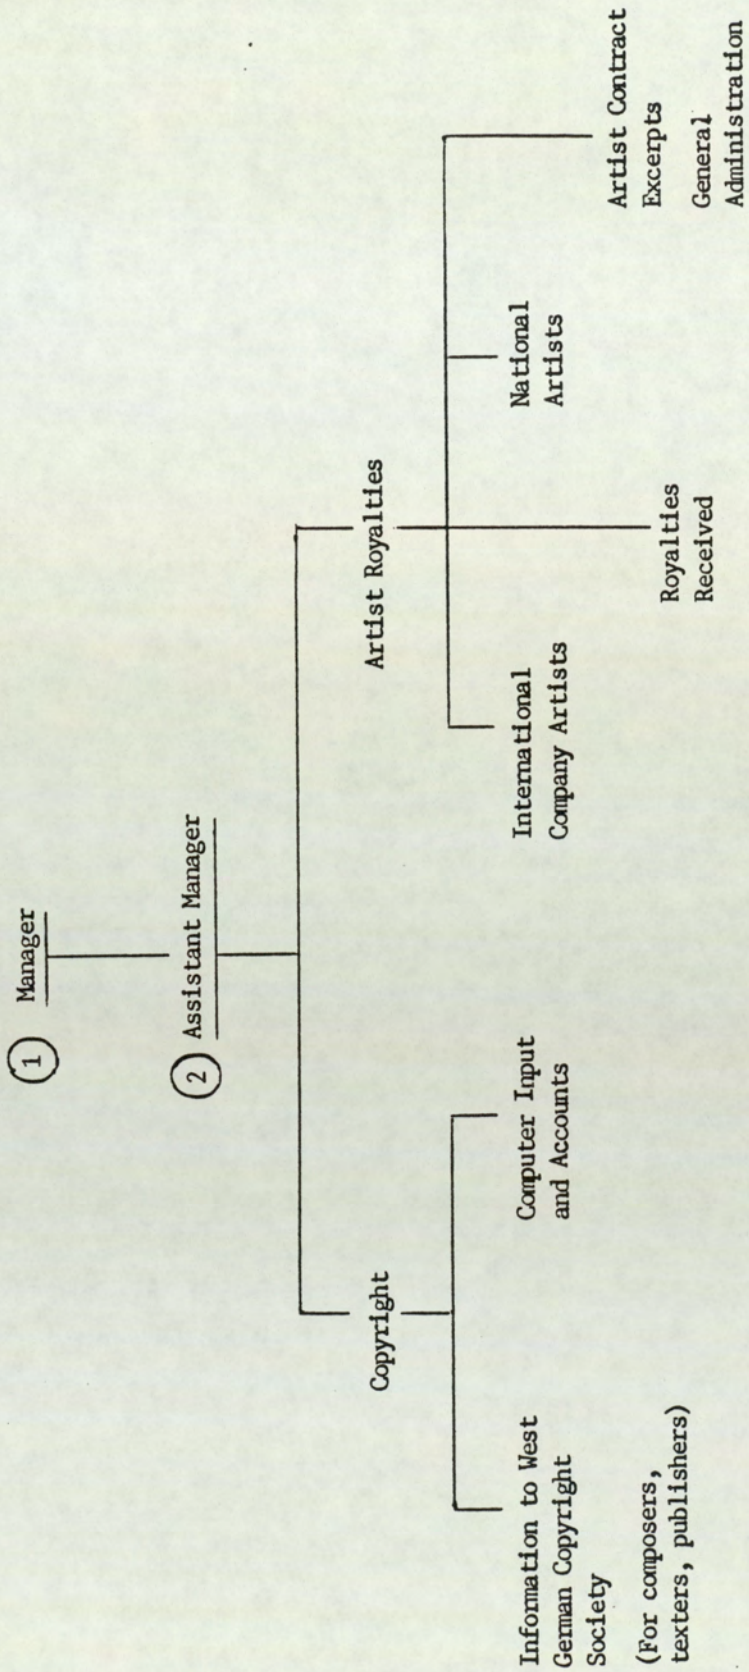 1 Manager
2 Assistant Manager
Copyright
Artist Royalties
Information to West
German Copyright
Society
(For composers,
texters, publishers)
Computer Input
and Accounts
International
Company Artists
Royalties
Received
National
Artists
Artist Contract
Excerpts
General
Administration